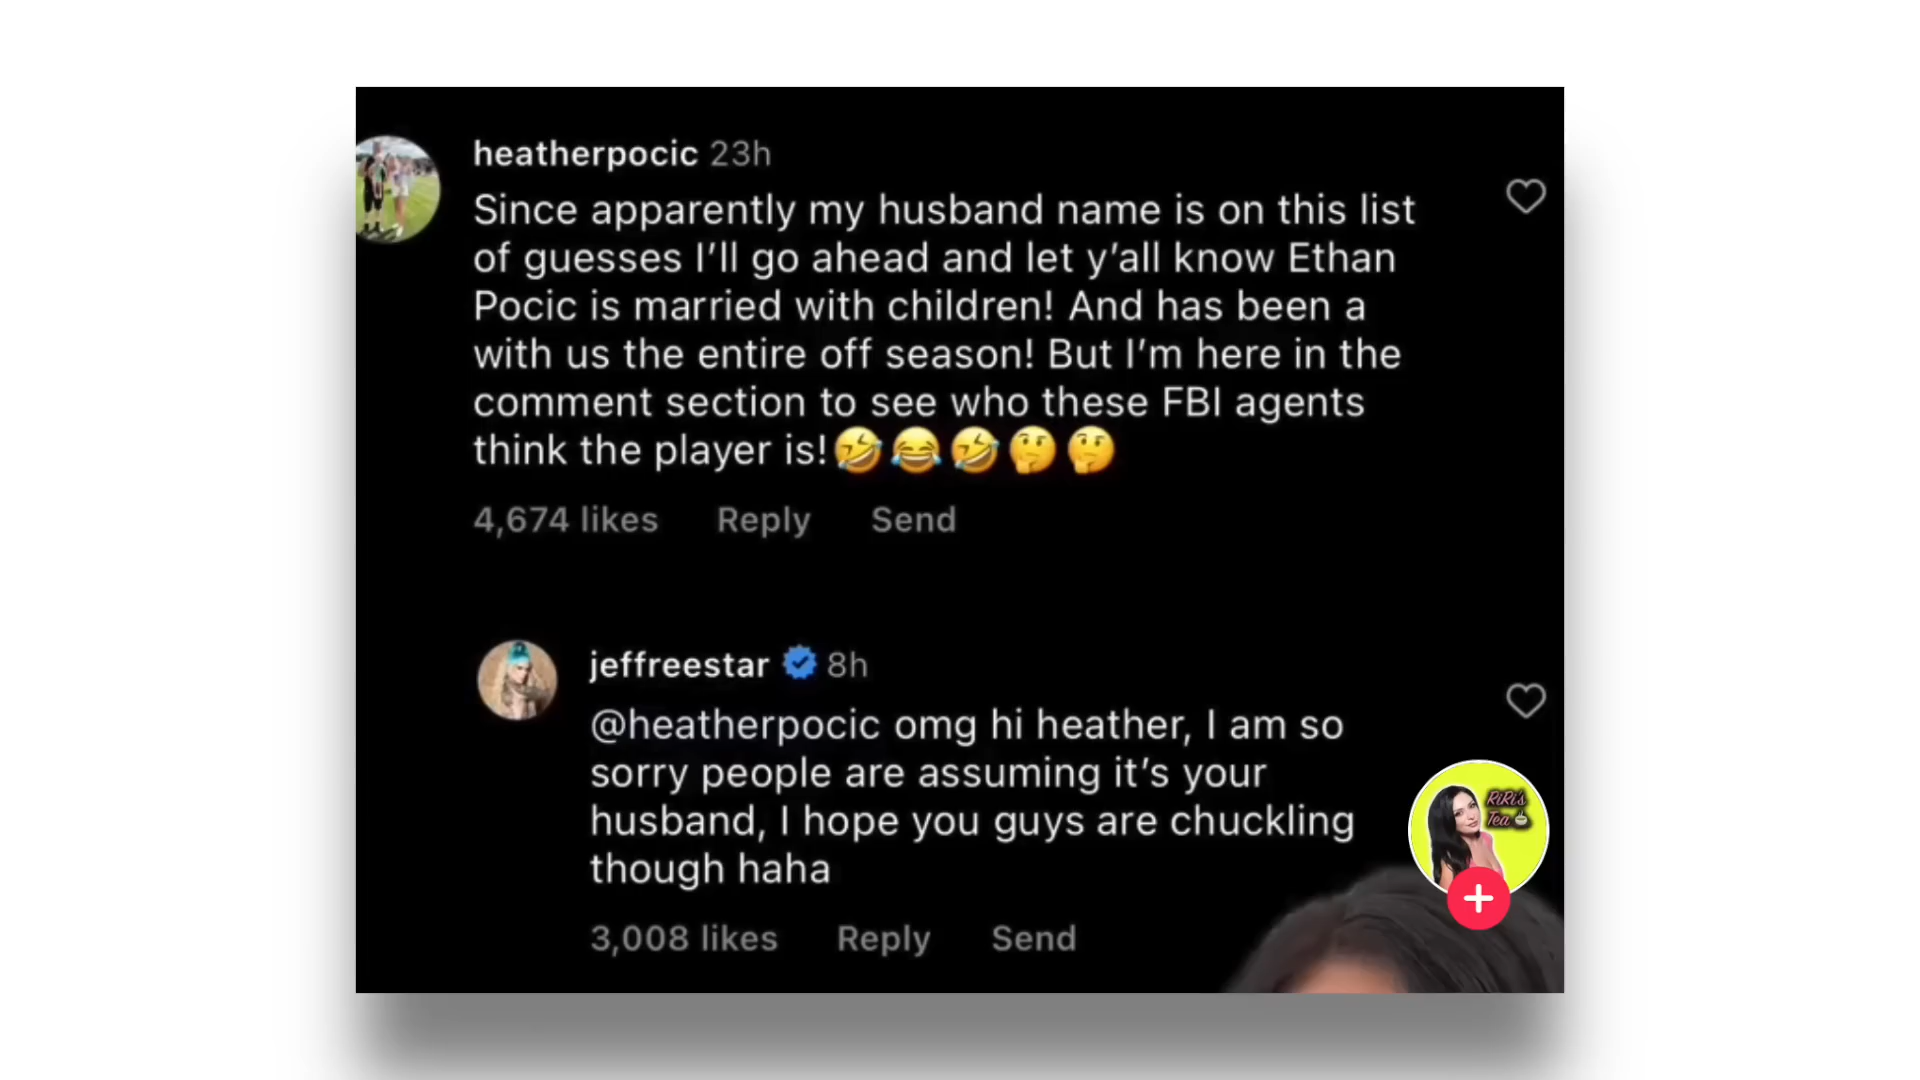 heatherpocic 23h
Since apparently my husband name is on this list
of guesses I’ll go ahead and let y’all know Ethan
Pocic is married with children! And has been a
with us the entire off season! But I’m here in the
comment section to see who these FBI agents
think the player is!🤣😂🤣🤔🤔
4,674 likes Reply Send
jeffreestar 8h
@heatherpocic omg hi heather, I am so
sorry people are assuming it’s your
husband, I hope you guys are chuckling
though haha
3,008 likes Reply Send
RiRi's
Tea